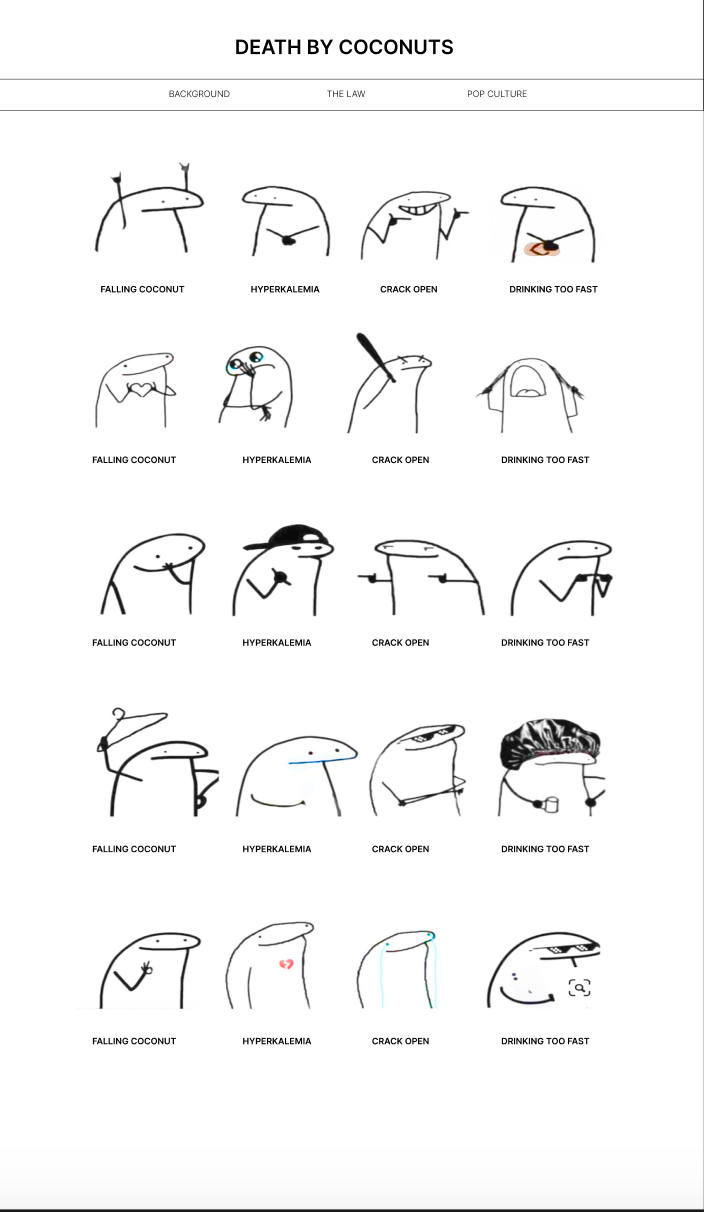 DEATH BY COCONUTS
BACKGROUND THE LAW POP CULTURE
FALLING COCONUT HYPERKALEMIA CRACK OPEN DRINKING TOO FAST
FALLING COCONUT HYPERKALEMIA CRACK OPEN DRINKING TOO FAST
FALLING COCONUT HYPERKALEMIA CRACK OPEN DRINKING TOO FAST
FALLING COCONUT HYPERKALEMIA CRACK OPEN DRINKING TOO FAST
FALLING COCONUT HYPERKALEMIA CRACK OPEN DRINKING TOO FAST